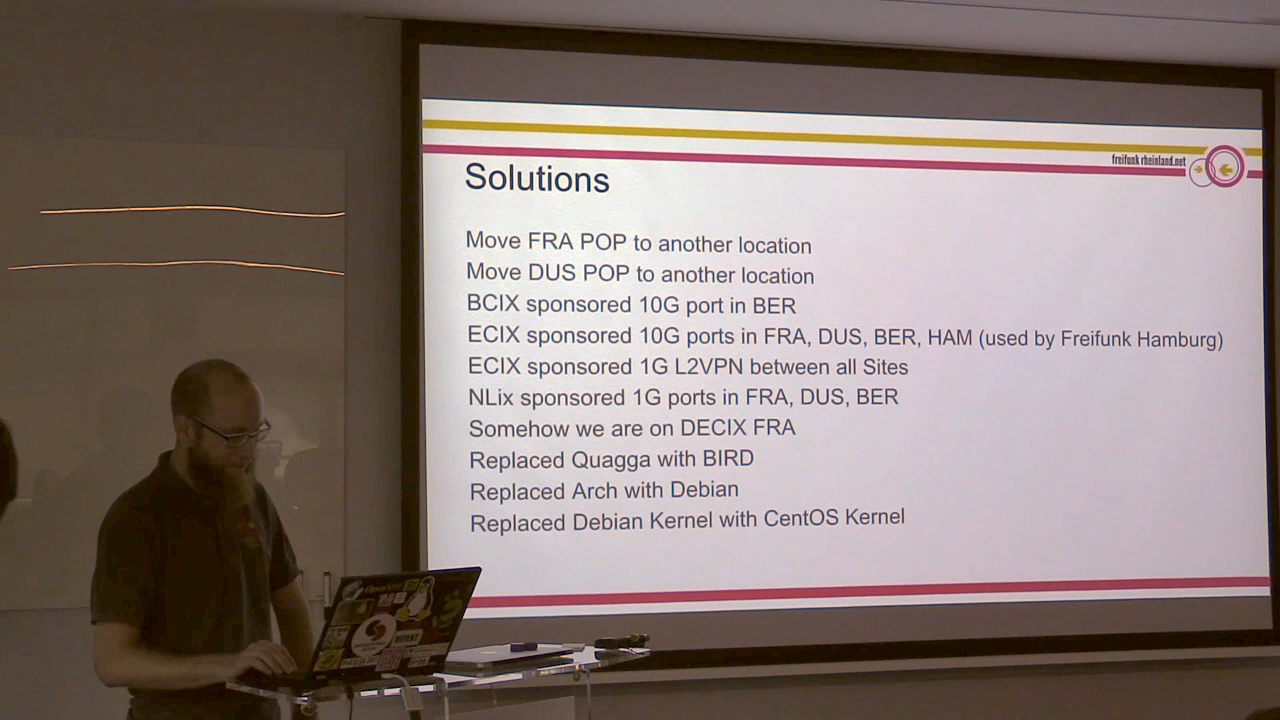 freifunk rheinland.net
Solutions
Move FRA POP to another location
Move DUS POP to another location
BCIX sponsored 10G port in BER
ECIX sponsored 10G ports in FRA, DUS, BER, HAM (used by Freifunk Hamburg)
ECIX sponsored 1G L2VPN between all Sites
NLix sponsored 1G ports in FRA, DUS, BER
Somehow we are on DECIX FRA
Replaced Quagga with BIRD
Replaced Arch with Debian
Replaced Debian Kernel with CentOS Kernel